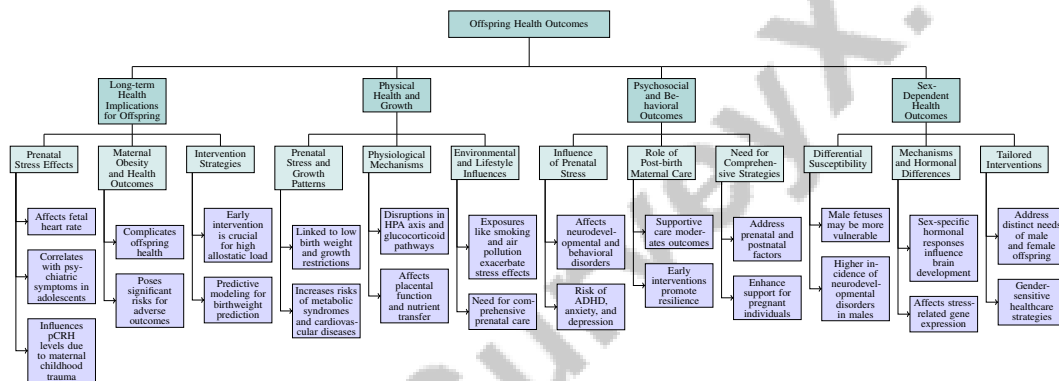 Offspring Health Outcomes
Long-term
Health
Implications
for Offspring
Physical
Health and
Growth
Psychosocial
and Be-
havioral
Outcomes
Sex-
Dependent
Health
Outcomes
Prenatal
Stress Effects
Maternal
Obesity
and Health
Outcomes
Intervention
Strategies
Prenatal
Stress and
Growth
Patterns
Physiological
Mechanisms
Environmental
and Lifestyle
Influences
Influence
of Prenatal
Stress
Role of
Post-birth
Maternal Care
Need for
Comprehen-
sive Strategies
Differential
Susceptibility
Mechanisms
and Hormonal
Differences
Tailored
Interventions
Affects fetal
heart rate
Correlates
with psy-
chiatric
symptoms in
adolescents
Influences
pCRH
levels due
to maternal
childhood
trauma
Complicates
offspring
health
Poses
significant
risks for
adverse
outcomes
Early
intervention
is crucial
for high
allostatic load
Predictive
modeling for
birthweight
prediction
Linked to low
birth weight
and growth
restrictions
Increases risks
of metabolic
syndromes
and cardiovas-
cular diseases
Disruptions in
HPA axis and
glucocorticoid
pathways
Affects
placental
function
and nutrient
transfer
Exposures
like smoking
and air
pollution
exacerbate
stress effects
Need for com-
prehensive
prenatal care
Affects
neurodevel-
opmental and
behavioral
disorders
Risk of
ADHD,
anxiety, and
depression
Supportive
care moder-
ates outcomes
Early
interventions
promote
resilience
Address
prenatal and
postnatal
factors
Enhance
support for
pregnant
individuals
Male fetuses
may be more
vulnerable
Higher in-
cidence of
neurodevel-
opmental
disorders
in males
Sex-specific
hormonal
responses
influence
brain
development
Affects stress-
related gene
expression
Address
distinct needs
of male
and female
offspring
Gender-
sensitive
healthcare
strategies